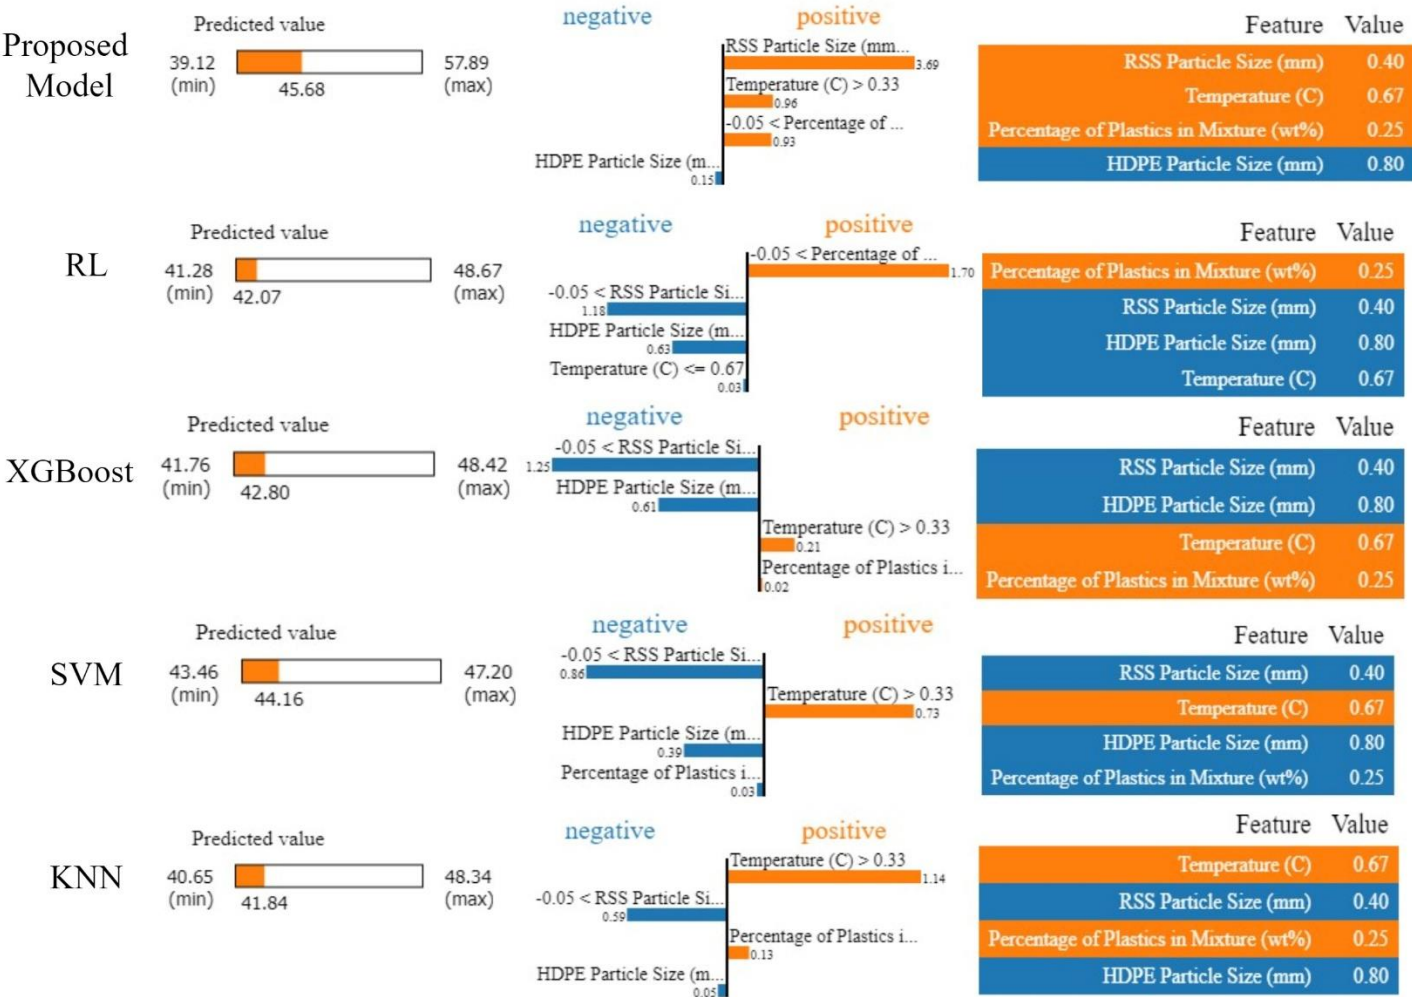 Proposed
Model
Predicted value
39.12
(min)
45.68
57.89
(max)
negative
positive
RSS Particle Size (mm...
3.69
Temperature (C) > 0.33
0.96
-0.05 < Percentage of ...
0.93
HDPE Particle Size (m...
0.15
Feature Value
RSS Particle Size (mm) 0.40
Temperature (C) 0.67
Percentage of Plastics in Mixture (wt%) 0.25
HDPE Particle Size (mm) 0.80
RL
Predicted value
41.28
(min)
42.07
48.67
(max)
negative
positive
-0.05 < Percentage of ...
1.70
-0.05 < RSS Particle Si...
1.18
HDPE Particle Size (m...
0.63
Temperature (C) <= 0.67
0.03
Feature Value
Percentage of Plastics in Mixture (wt%) 0.25
RSS Particle Size (mm) 0.40
HDPE Particle Size (mm) 0.80
Temperature (C) 0.67
XGBoost
Predicted value
41.76
(min)
42.80
48.42
(max)
negative
positive
-0.05 < RSS Particle Si...
1.25
HDPE Particle Size (m...
0.61
Temperature (C) > 0.33
0.21
Percentage of Plastics i...
0.02
Feature Value
RSS Particle Size (mm) 0.40
HDPE Particle Size (mm) 0.80
Temperature (C) 0.67
Percentage of Plastics in Mixture (wt%) 0.25
SVM
Predicted value
43.46
(min)
44.16
47.20
(max)
negative
positive
-0.05 < RSS Particle Si...
0.86
Temperature (C) > 0.33
0.73
HDPE Particle Size (m...
0.39
Percentage of Plastics i...
0.03
Feature Value
RSS Particle Size (mm) 0.40
Temperature (C) 0.67
HDPE Particle Size (mm) 0.80
Percentage of Plastics in Mixture (wt%) 0.25
KNN
Predicted value
40.65
(min)
41.84
48.34
(max)
negative
positive
Temperature (C) > 0.33
1.14
-0.05 < RSS Particle Si...
0.59
Percentage of Plastics i...
0.13
HDPE Particle Size (m...
0.05
Feature Value
Temperature (C) 0.67
RSS Particle Size (mm) 0.40
Percentage of Plastics in Mixture (wt%) 0.25
HDPE Particle Size (mm) 0.80